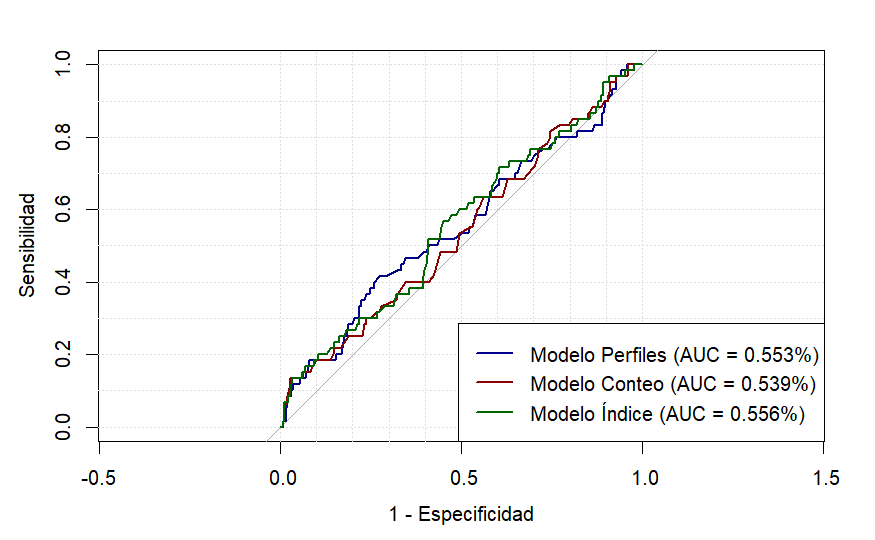 1.0
0.8
0.6
0.4
0.2
0.0
Sensibilidad
Modelo Perfiles (AUC = 0.553%)
Modelo Conteo (AUC = 0.539%)
Modelo Índice (AUC = 0.556%)
-0.5 0.0 0.5 1.0 1.5
1 - Especificidad